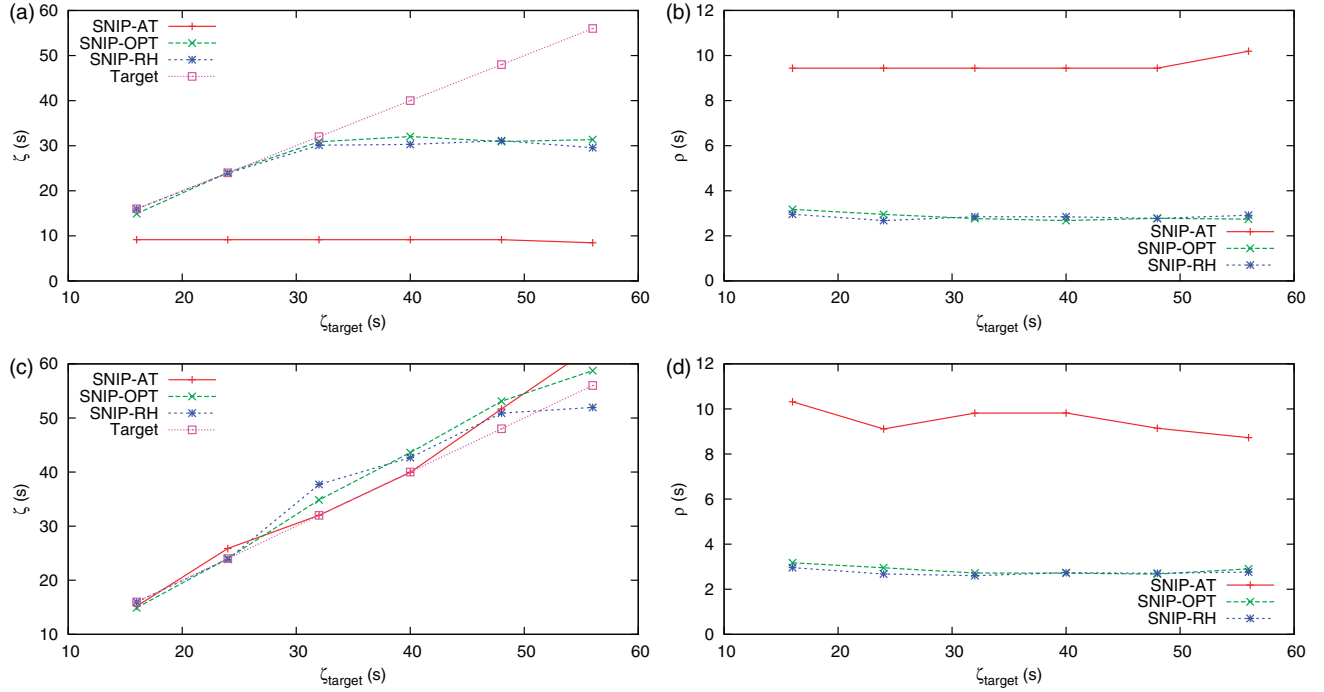 (a)
60
50
40
30
20
10
0
ζ (s)
SNIP-AT
SNIP-OPT
SNIP-RH
Target
10 20 30 40 50 60
ζtarget (s)
(b)
12
10
8
6
4
2
0
ρ (s)
SNIP-AT
SNIP-OPT
SNIP-RH
10 20 30 40 50 60
ζtarget (s)
(c)
60
50
40
30
20
10
ζ (s)
SNIP-AT
SNIP-OPT
SNIP-RH
Target
10 20 30 40 50 60
ζtarget (s)
(d)
12
10
8
6
4
2
0
ρ (s)
SNIP-AT
SNIP-OPT
SNIP-RH
10 20 30 40 50 60
ζtarget (s)